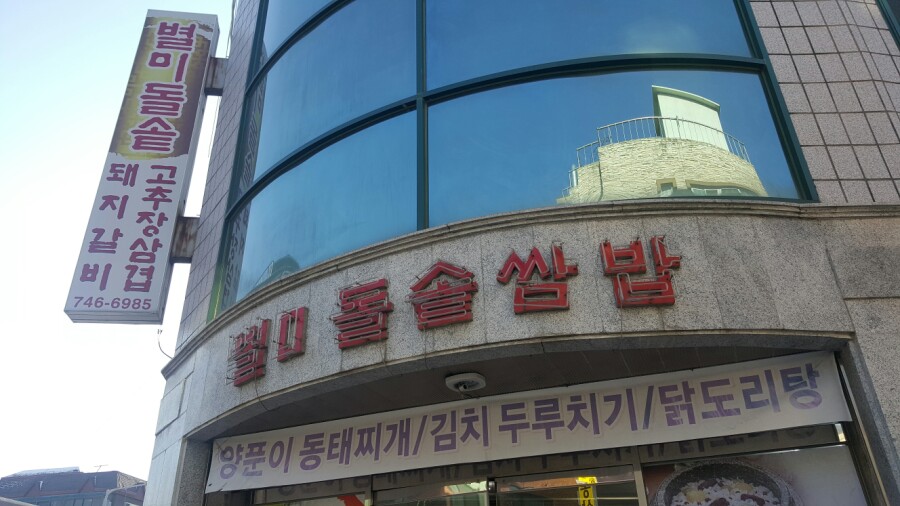 별미돌솥
고추장삼겹
돼지갈비
746-6985
별미 돌솥쌈밥
양푼이 동태찌개/김치 두루치기/닭도리탕